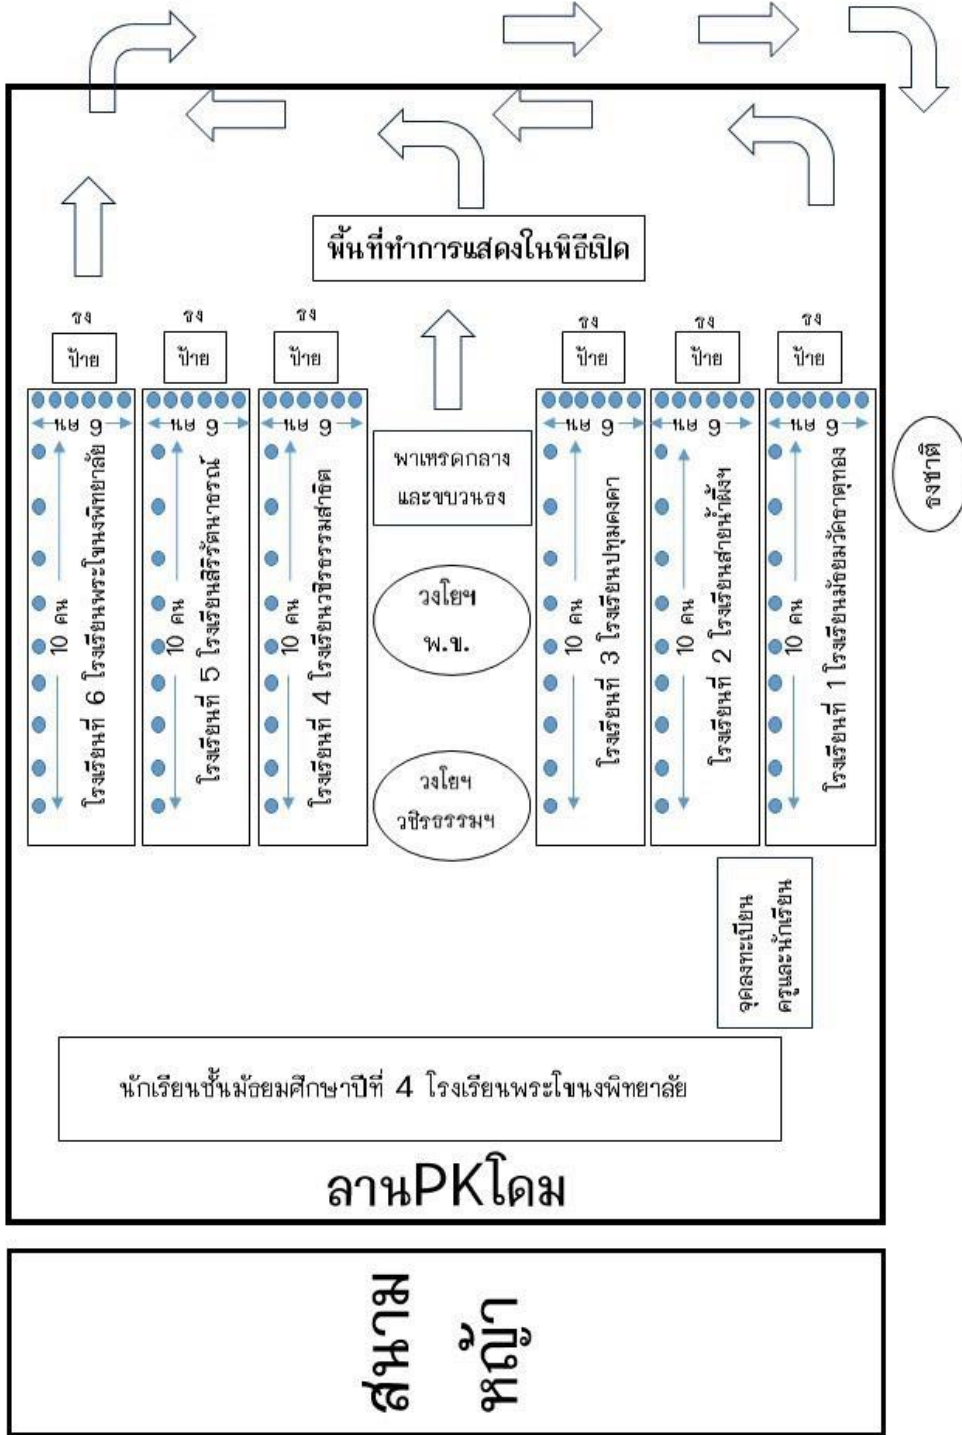 พื้นที่ทำการแสดงในพิธีเปิด
ธง
ธง
ธง
ธง
ธง
ธง
ป้าย
ป้าย
ป้าย
ป้าย
ป้าย
ป้าย
6 คน
6 คน
6 คน
6 คน
6 คน
6 คน
10 คน
โรงเรียนที่ 6 โรงเรียนพระโขนงพิทยาลัย
10 คน
โรงเรียนที่ 5 โรงเรียนสิริรัตนาธรณ์
10 คน
โรงเรียนที่ 4 โรงเรียนวชิรธรรมสาธิต
พาเหรดกลาง
และขบวนธง
วงโยฯ
พ.ข.
วงโยฯ
วชิรธรรมฯ
10 คน
โรงเรียนที่ 3 โรงเรียนปทุมคงคา
10 คน
โรงเรียนที่ 2 โรงเรียนสายน้ำผึ้งฯ
10 คน
โรงเรียนที่ 1 โรงเรียนมัธยมวัดธาตุทอง
ธงชาติ
จุดลงทะเบียน
ครูและนักเรียน
นักเรียนชั้นมัธยมศึกษาปีที่ 4 โรงเรียนพระโขนงพิทยาลัย
ลานPKโดม
สนาม
หญ้า